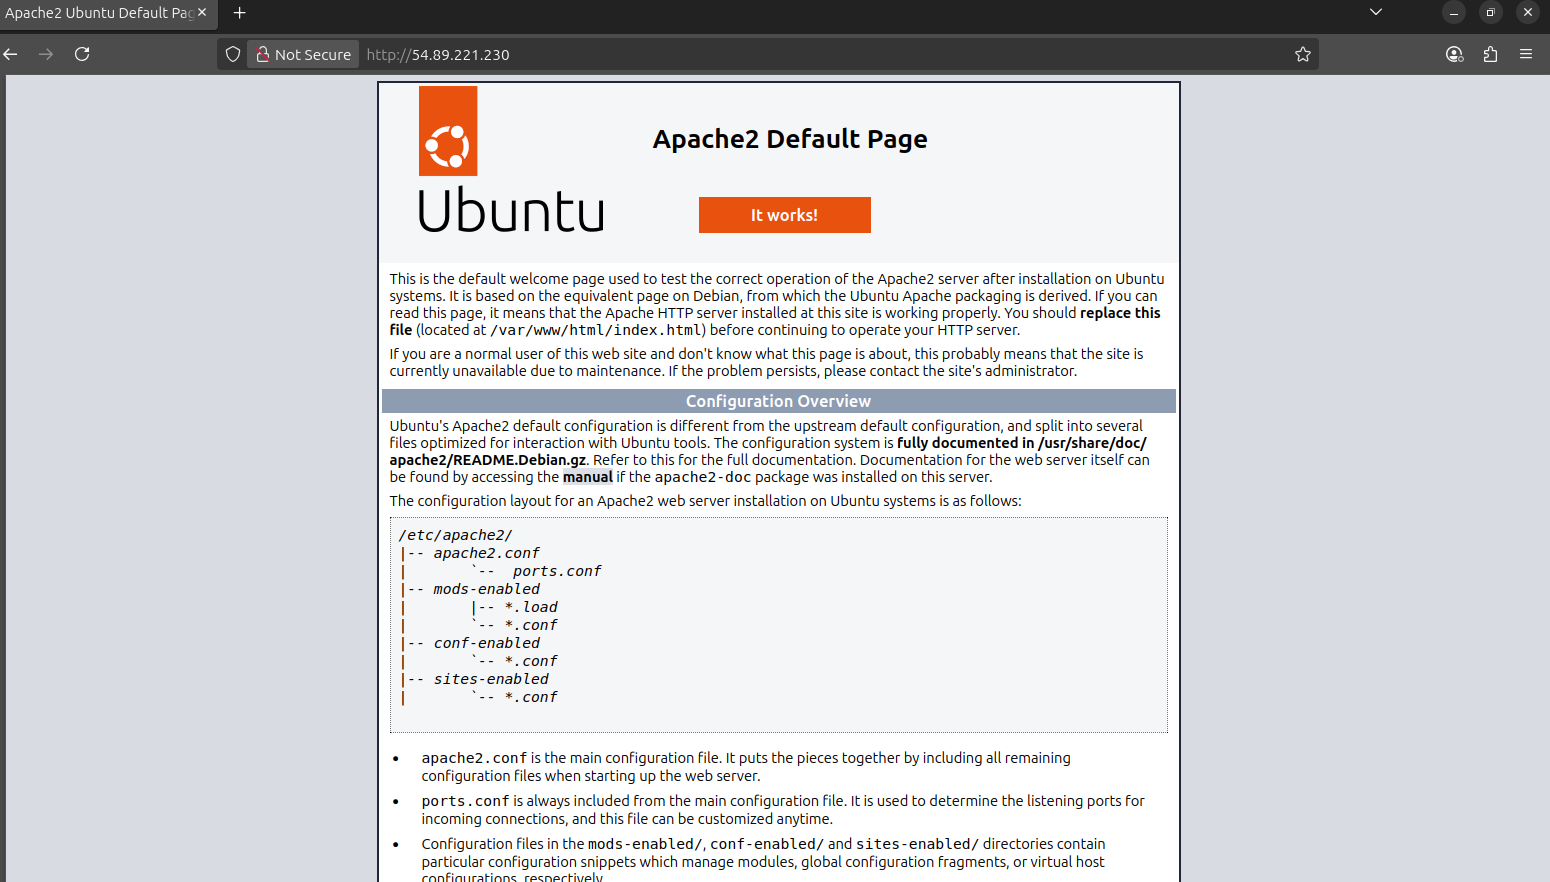 Apache2 Ubuntu Default Pag
Not Secure http://54.89.221.230
Ubuntu
Apache2 Default Page
It works!
This is the default welcome page used to test the correct operation of the Apache2 server after installation on Ubuntu
systems. It is based on the equivalent page on Debian, from which the Ubuntu Apache packaging is derived. If you can
read this page, it means that the Apache HTTP server installed at this site is working properly. You should replace this
file (located at /var/www/html/index.html) before continuing to operate your HTTP server.
If you are a normal user of this web site and don't know what this page is about, this probably means that the site is
currently unavailable due to maintenance. If the problem persists, please contact the site's administrator.
Configuration Overview
Ubuntu's Apache2 default configuration is different from the upstream default configuration, and split into several
files optimized for interaction with Ubuntu tools. The configuration system is fully documented in /usr/share/doc/
apache2/README.Debian.gz. Refer to this for the full documentation. Documentation for the web server itself can
be found by accessing the manual if the apache2-doc package was installed on this server.
The configuration layout for an Apache2 web server installation on Ubuntu systems is as follows:
/etc/apache2/
|-- apache2.conf
|       `--  ports.conf
|-- mods-enabled
|       |-- *.load
|       `-- *.conf
|-- conf-enabled
|       `-- *.conf
|-- sites-enabled
|       `-- *.conf
• apache2.conf is the main configuration file. It puts the pieces together by including all remaining
configuration files when starting up the web server.
• ports.conf is always included from the main configuration file. It is used to determine the listening ports for
incoming connections, and this file can be customized anytime.
• Configuration files in the mods-enabled/, conf-enabled/ and sites-enabled/ directories contain
particular configuration snippets which manage modules, global configuration fragments, or virtual host
configurations, respectively.